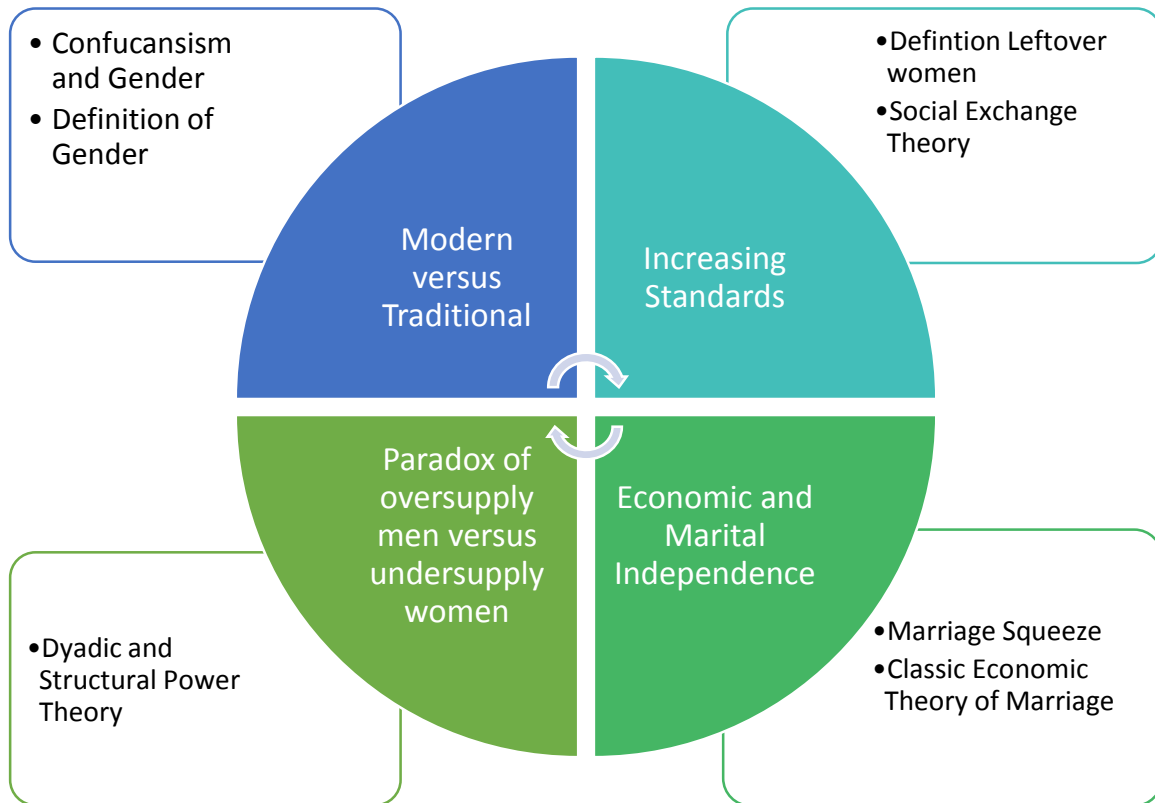 • Confucansism
and Gender
• Definition of
Gender
•Defintion Leftover
women
•Social Exchange
Theory
Modern
versus
Traditional
Increasing
Standards
Paradox of
oversupply
men versus
undersupply
women
Economic and
Marital
Independence
•Dyadic and
Structural Power
Theory
•Marriage Squeeze
•Classic Economic
Theory of Marriage